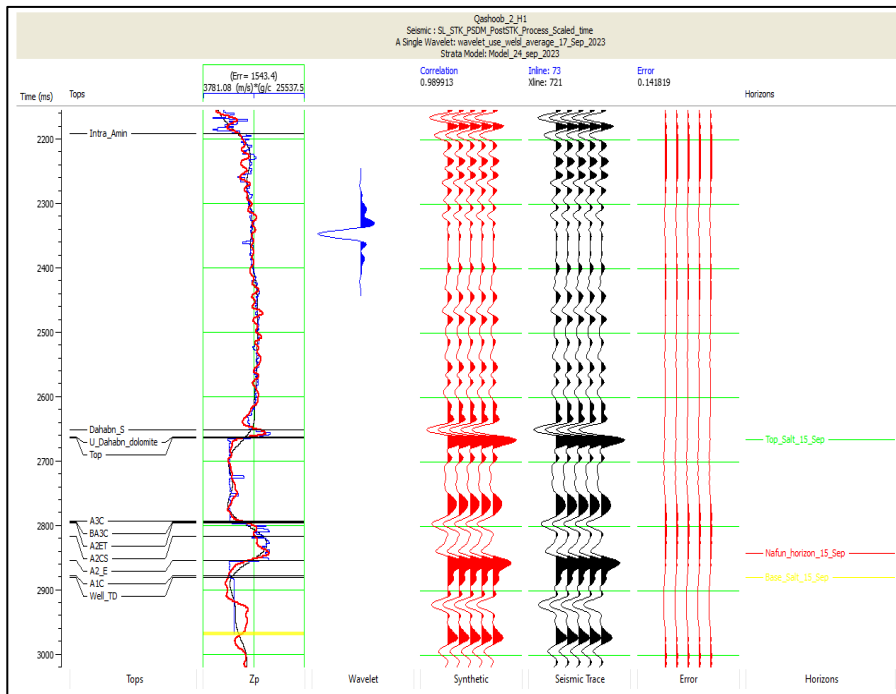 Qashoob_2_H1
Seismic : SL_STK_PSDM_PostSTK_Process_Scaled_time
A Single Wavelet: wavelet_use_welsl_average_17_Sep_2023
Strata Model: Model_24_sep_2023
Time (ms)
Tops
(Err= 1543.4)
3781.08 (m/s)*(g/c 25537.5
Correlation
0.989913
Inline: 73
Xline: 721
Error
0.141819
Horizons
2200
2300
2400
2500
2600
2700
2800
2900
3000
Intra_Amin
Dahabn_S
U_Dahabn_dolomite
Top
A3C
BA3C
A2ET
A2CS
A2_E
A1C
Well_TD
Top_Salt_15_Sep
Nafun_horizon_15_Sep
Base_Salt_15_Sep
Tops
Zp
Wavelet
Synthetic
Seismic Trace
Error
Horizons